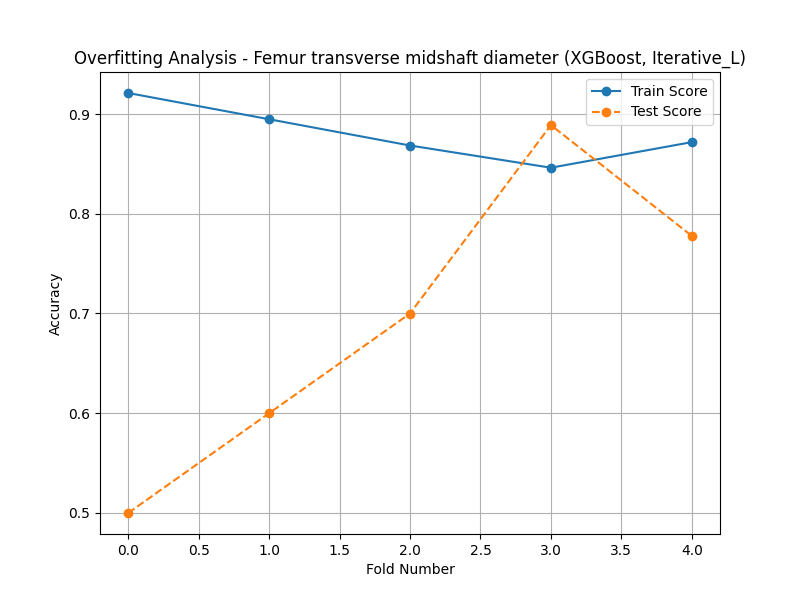 Overfitting Analysis - Femur transverse midshaft diameter (XGBoost, Iterative_L)
Train Score
Test Score
0.9
0.8
0.7
0.6
0.5
Accuracy
0.0 0.5 1.0 1.5 2.0 2.5 3.0 3.5 4.0
Fold Number